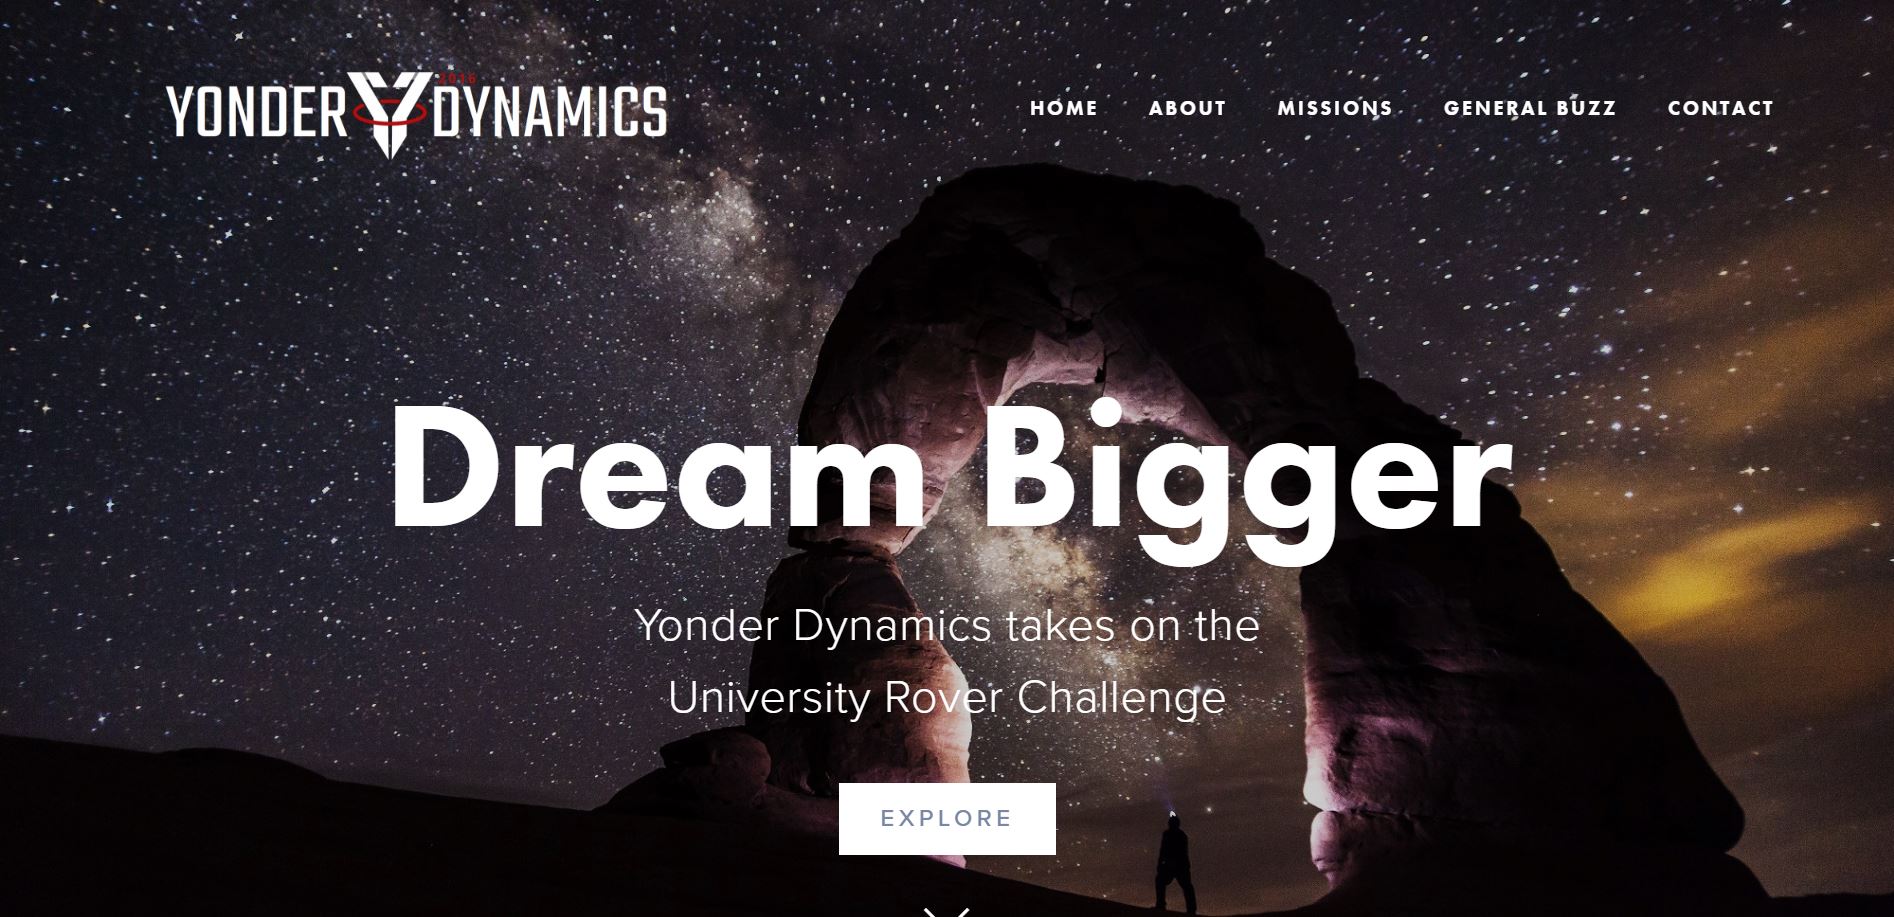 YONDER DYNAMICS
2016
HOME ABOUT MISSIONS GENERAL BUZZ CONTACT
Dream Bigger
Yonder Dynamics takes on the
University Rover Challenge
EXPLORE